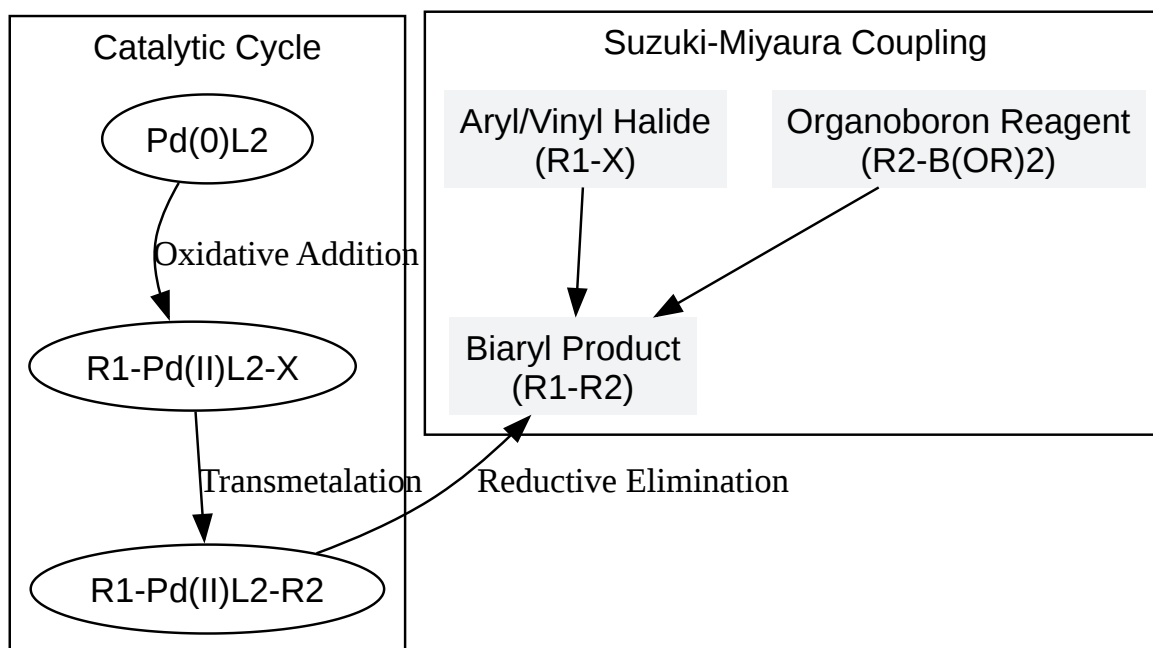 Catalytic Cycle
Pd(0)L2
Oxidative Addition
R1-Pd(II)L2-X
Transmetalation
R1-Pd(II)L2-R2
Suzuki-Miyaura Coupling
Aryl/Vinyl Halide
(R1-X)
Organoboron Reagent
(R2-B(OR)2)
Biaryl Product
(R1-R2)
Reductive Elimination